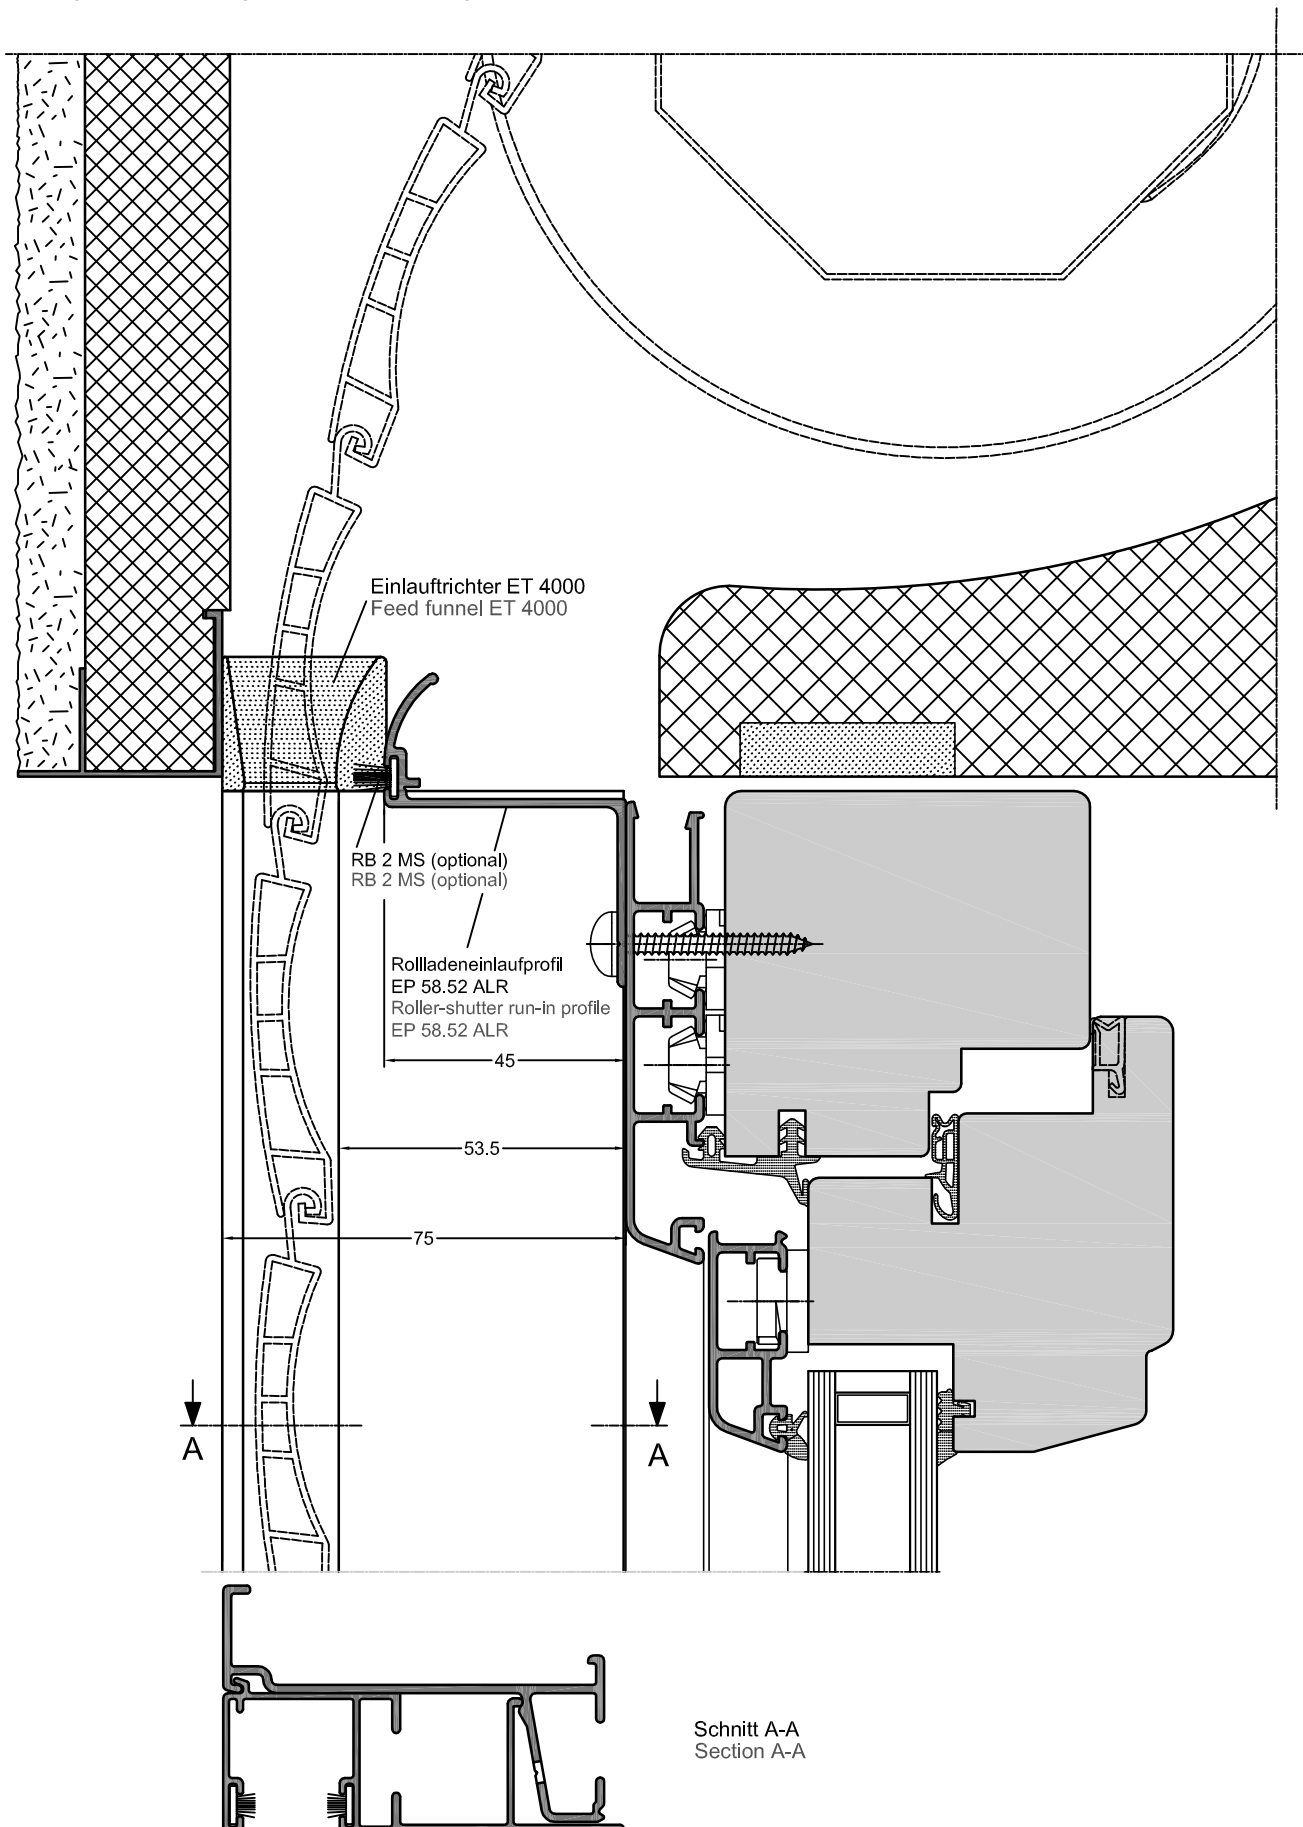 Einlauftrichter ET 4000
Feed funnel ET 4000
RB 2 MS (optional)
RB 2 MS (optional)
Rollladeneinlaufprofil
EP 58.52 ALR
Roller-shutter run-in profile
EP 58.52 ALR
45
53.5
75
A
A
Schnitt A-A
Section A-A